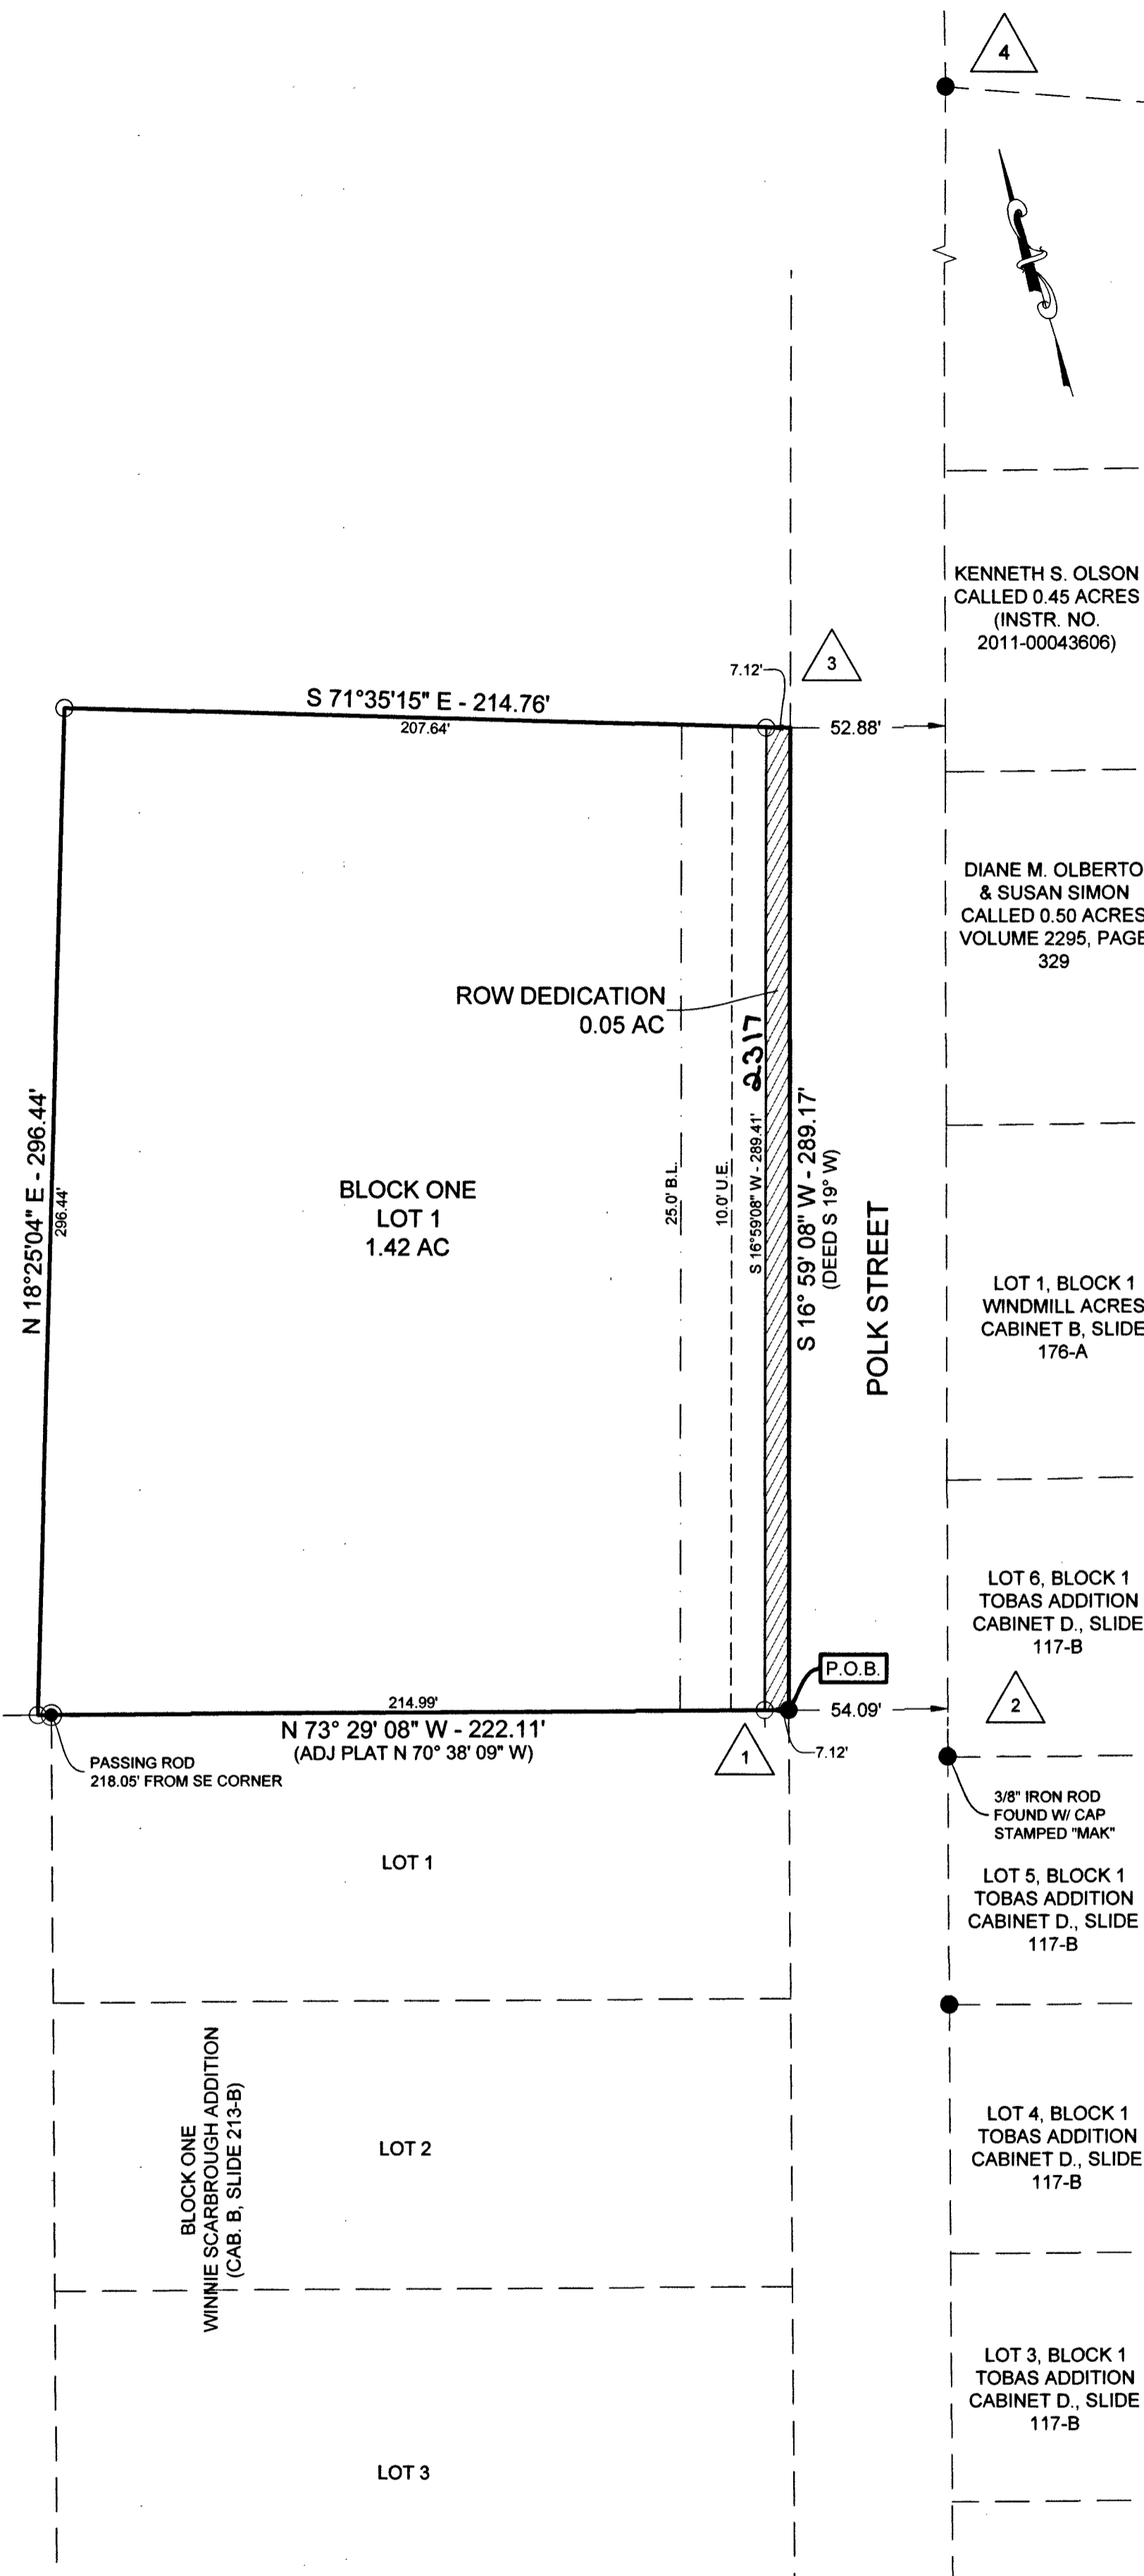 4
KENNETH S. OLSON
CALLED 0.45 ACRES
(INSTR. NO.
2011-00043606)
3
7.12'
S 71°35'15" E - 214.76'
207.64'
52.88'
DIANE M. OLBERTO
& SUSAN SIMON
CALLED 0.50 ACRES
VOLUME 2295, PAGE
329
ROW DEDICATION
0.05 AC
2317
N 18°25'04" E - 296.44'
296.44'
BLOCK ONE
LOT 1
1.42 AC
25.0' B.L.
10.0' U.E.
S 16°59'08" W - 289.41'
S 16° 59' 08" W - 289.17'
(DEED S 19° W)
POLK STREET
LOT 1, BLOCK 1
WINDMILL ACRES
CABINET B, SLIDE
176-A
LOT 6, BLOCK 1
TOBAS ADDITION
CABINET D., SLIDE
117-B
P.O.B.
54.09'
2
214.99'
N 73° 29' 08" W - 222.11'
(ADJ PLAT N 70° 38' 09" W)
1
7.12'
PASSING ROD
218.05' FROM SE CORNER
3/8" IRON ROD
FOUND W/ CAP
STAMPED "MAK"
LOT 1
LOT 5, BLOCK 1
TOBAS ADDITION
CABINET D., SLIDE
117-B
BLOCK ONE
WINNIE SCARBROUGH ADDITION
(CAB. B, SLIDE 213-B)
LOT 2
LOT 4, BLOCK 1
TOBAS ADDITION
CABINET D., SLIDE
117-B
LOT 3, BLOCK 1
TOBAS ADDITION
CABINET D., SLIDE
117-B
LOT 3